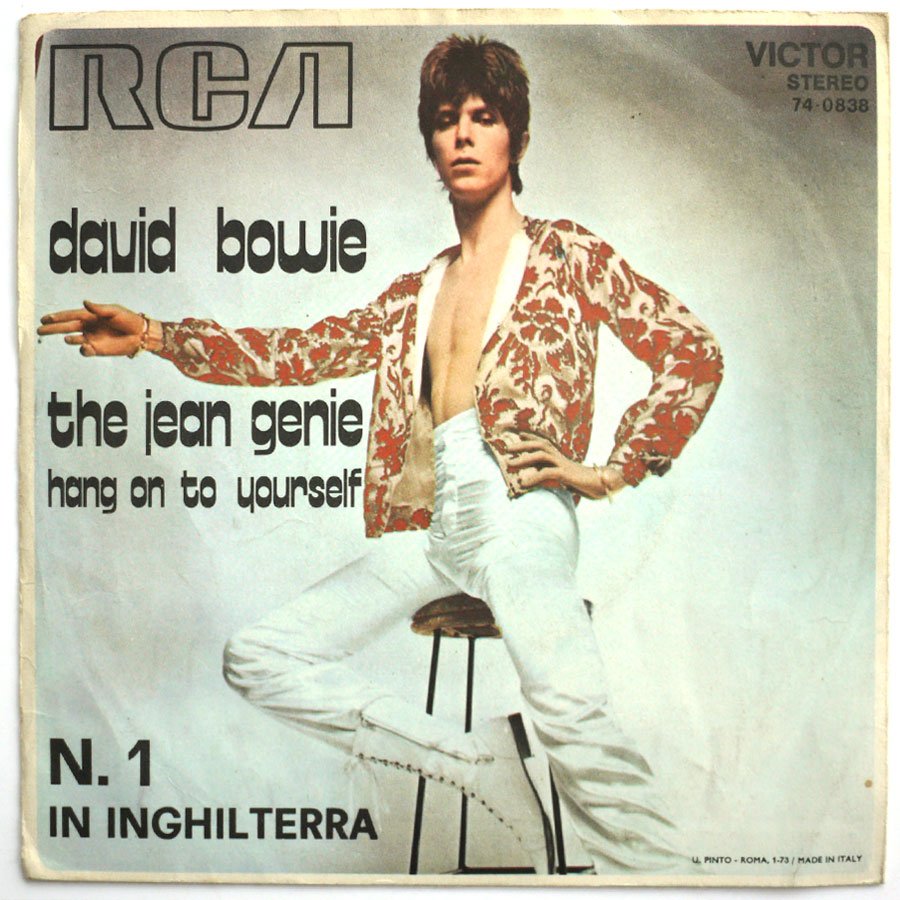 RCA
VICTOR
STEREO
74-0838
david bowie
the jean genie
hang on to yourself
N. 1
IN INGHILTERRA
U. PINTO - ROMA, 1-73 / MADE IN ITALY